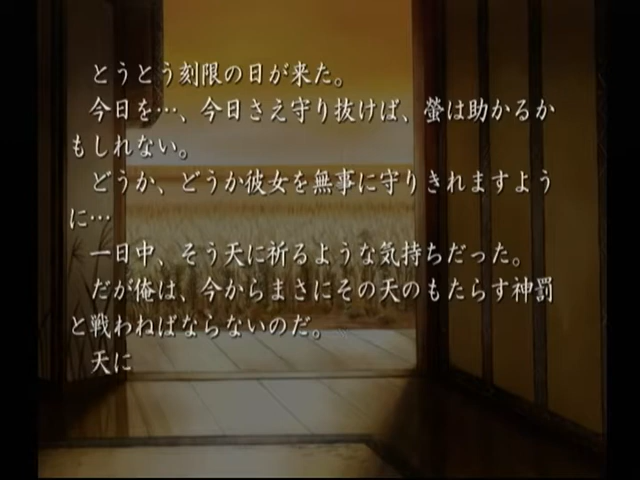 とうとう刻限の日が来た。
今日を…、今日さえ守り抜けば、螢は助かるか
もしれない。
どうか、どうか彼女を無事に守りきれますよう
に…
一日中、そう天に祈るような気持ちだった。
だが俺は、今からまさにその天のもたらす神罰
と戦わねばならないのだ。
天に